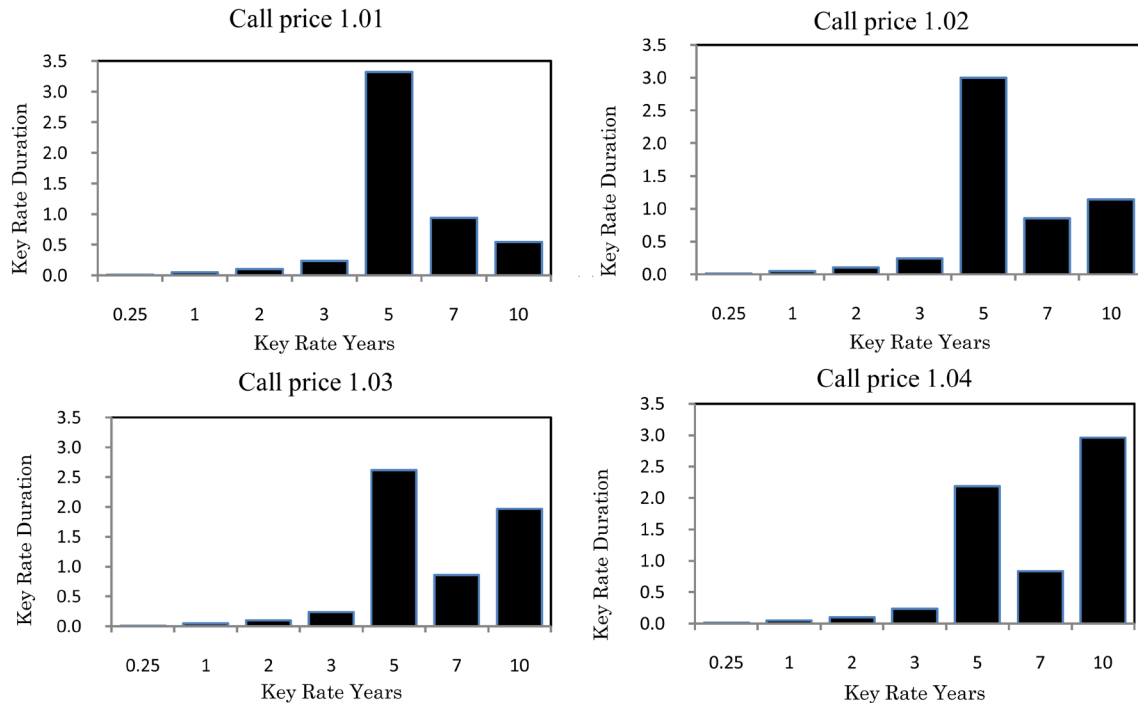 Call price 1.01
Key Rate Duration
3.5
3.0
2.5
2.0
1.5
1.0
0.5
0.0
0.25 1 2 3 5 7 10
Key Rate Years
Call price 1.02
Key Rate Duration
3.5
3.0
2.5
2.0
1.5
1.0
0.5
0.0
0.25 1 2 3 5 7 10
Key Rate Years
Call price 1.03
Key Rate Duration
3.5
3.0
2.5
2.0
1.5
1.0
0.5
0.0
0.25 1 2 3 5 7 10
Key Rate Years
Call price 1.04
Key Rate Duration
3.5
3.0
2.5
2.0
1.5
1.0
0.5
0.0
0.25 1 2 3 5 7 10
Key Rate Years